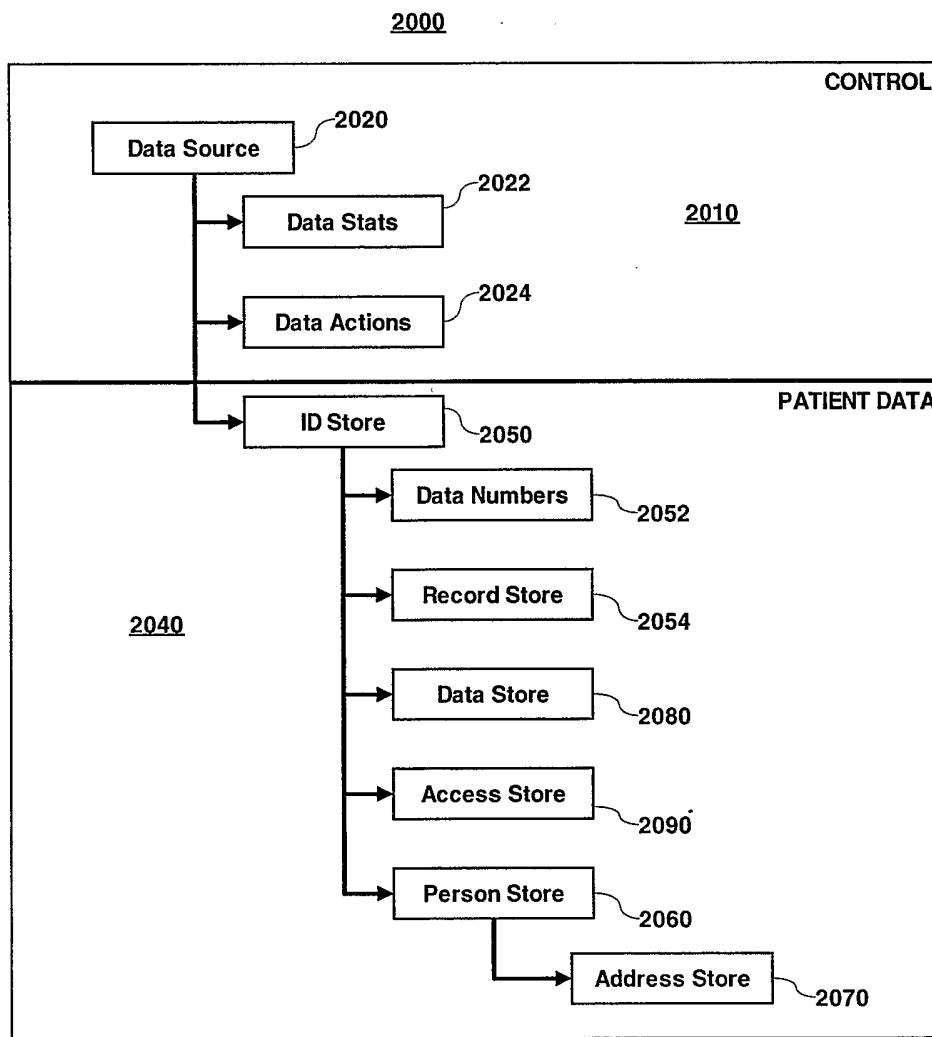 2000
CONTROL
Data Source
2020
Data Stats
2022
2010
Data Actions
2024
PATIENT DATA
ID Store
2050
Data Numbers
2052
Record Store
2054
2040
Data Store
2080
Access Store
2090
Person Store
2060
Address Store
2070